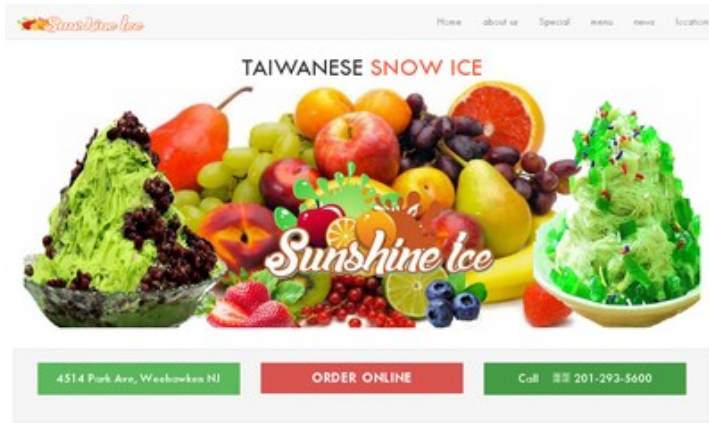 Sunshine Ice
Home about us Special menu news location
TAIWANESE SNOW ICE
Sunshine Ice
4514 Park Ave, Weehawken NJ
ORDER ONLINE
Call 201-293-5600